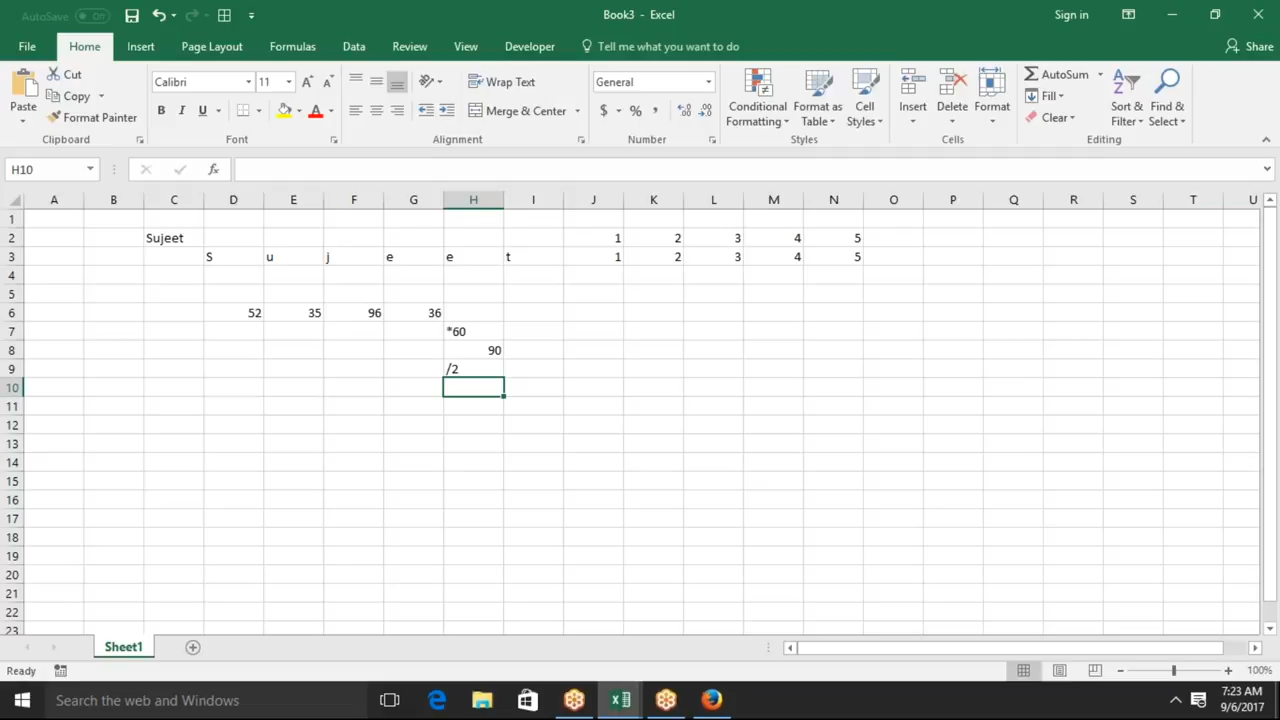 AutoSave Off
Book3 - Excel
Sign in
File Home Insert Page Layout Formulas Data Review View Developer Tell me what you want to do Share
Paste
Cut
Copy
Format Painter
Clipboard
Calibri 11
B I U
Font
Wrap Text
Merge & Center
Alignment
General
$ % ,
Number
Conditional Formatting
Format as Table
Cell Styles
Styles
Insert Delete Format
Cells
AutoSum
Fill
Clear
Sort & Filter
Find & Select
Editing
H10 fx
A B C D E F G H I J K L M N O P Q R S T U
1
2 Sujeet 1 2 3 4 5
3 S u j e e t 1 2 3 4 5
4
5
6 52 35 96 36
7 *60
8 90
9 /2
10
11
12
13
14
15
16
17
18
19
20
21
22
23
Sheet1
Ready 100%
Search the web and Windows
7:23 AM
9/6/2017